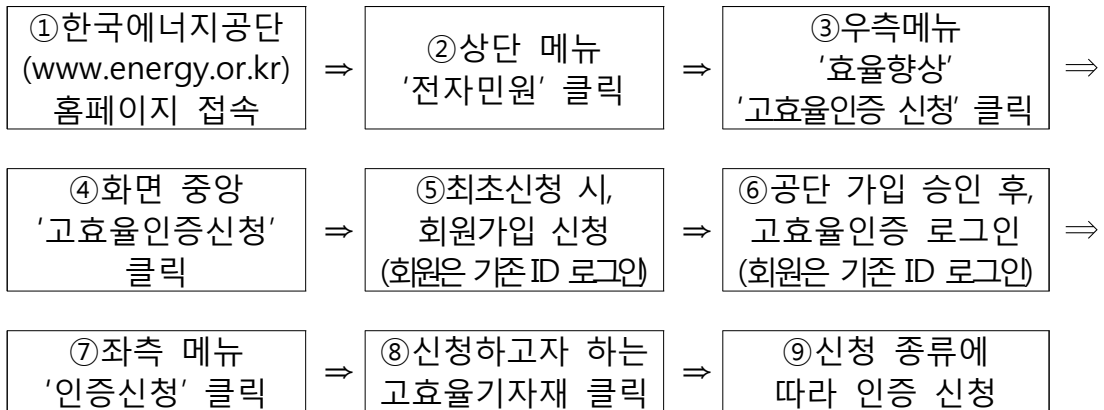 ①한국에너지공단
(www.energy.or.kr)
홈페이지 접속
⇒
②상단 메뉴
'전자민원' 클릭
⇒
③우측메뉴
'효율향상'
'고효율인증 신청' 클릭
⇒
④화면 중앙
'고효율인증신청'
클릭
⇒
⑤최초신청 시,
회원가입 신청
(회원은 기존 ID 로그인)
⇒
⑥공단 가입 승인 후,
고효율인증 로그인
(회원은 기존 ID 로그인)
⇒
⑦좌측 메뉴
'인증신청' 클릭
⇒
⑧신청하고자 하는
고효율기자재 클릭
⇒
⑨신청 종류에
따라 인증 신청